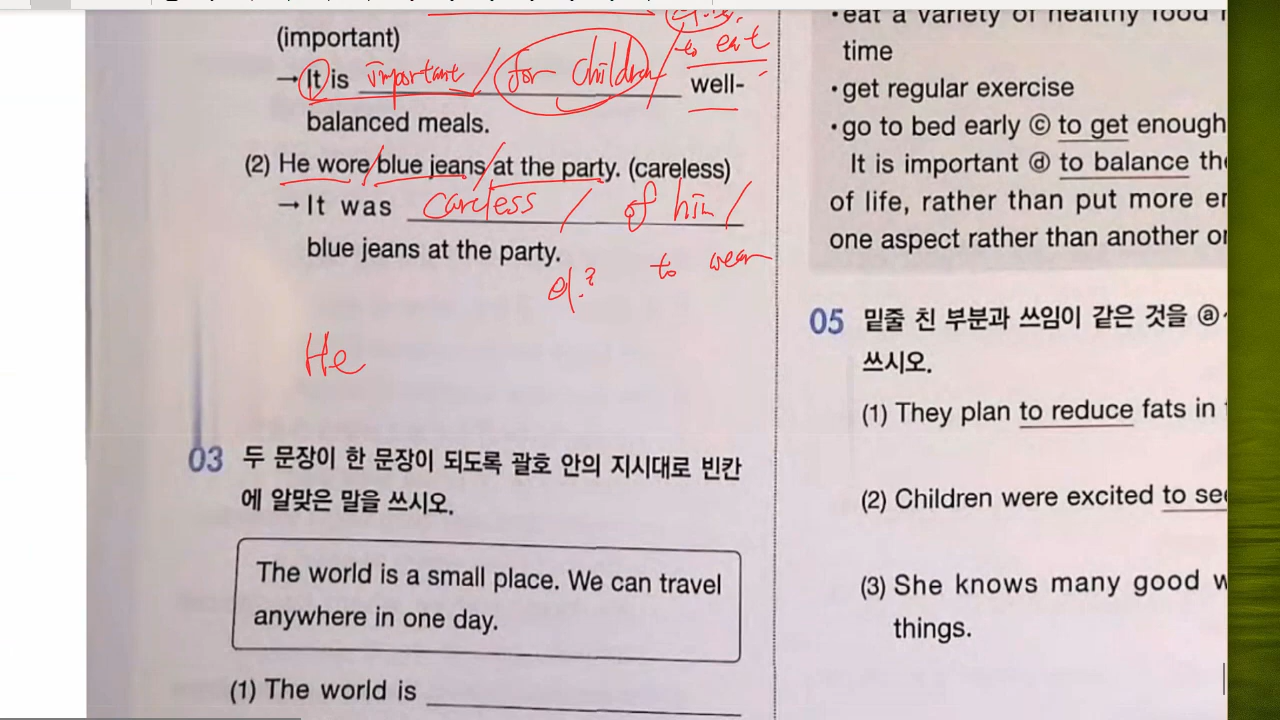 (important)
→ It is important / for children / to eat well-
balanced meals.
(2) He wore / blue jeans / at the party. (careless)
→ It was careless / of him /
blue jeans at the party.
to wear
He
03 두 문장이 한 문장이 되도록 괄호 안의 지시대로 빈칸
에 알맞은 말을 쓰시오.
The world is a small place. We can travel
anywhere in one day.
(1) The world is
•eat a variety of healthy food
time
•get regular exercise
•go to bed early ⓒ to get enough
It is important ⓓ to balance
of life, rather than put more
one aspect rather than another
05 밑줄 친 부분과 쓰임이 같은 것을 ⓐ
쓰시오.
(1) They plan to reduce fats in
(2) Children were excited to
(3) She knows many good
things.